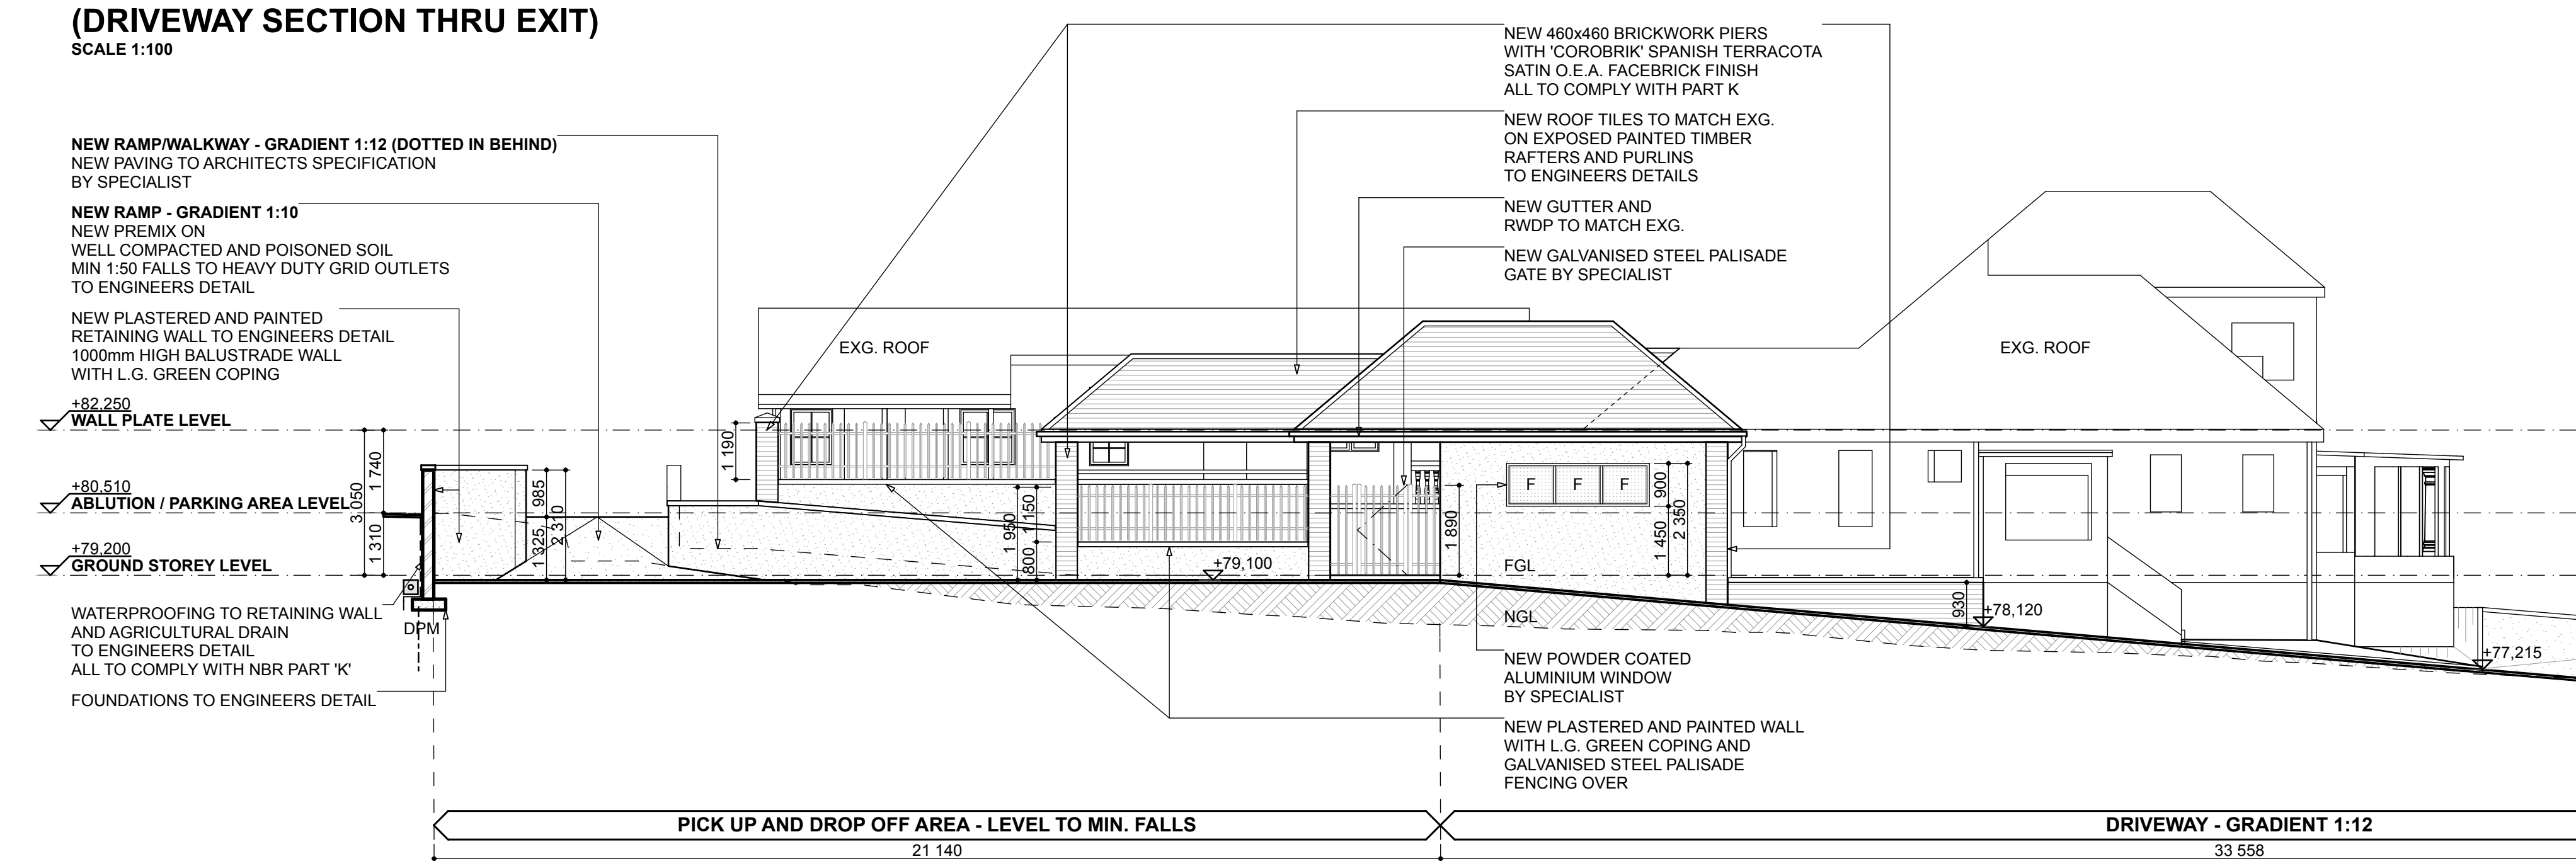 (DRIVEWAY SECTION THRU EXIT)
SCALE 1:100
NEW RAMP/WALKWAY - GRADIENT 1:12 (DOTTED IN BEHIND)
NEW PAVING TO ARCHITECTS SPECIFICATION
BY SPECIALIST
NEW RAMP - GRADIENT 1:10
NEW PREMIX ON
WELL COMPACTED AND POISONED SOIL
MIN 1:50 FALLS TO HEAVY DUTY GRID OUTLETS
TO ENGINEERS DETAIL
NEW PLASTERED AND PAINTED
RETAINING WALL TO ENGINEERS DETAIL
1000mm HIGH BALUSTRADE WALL
WITH L.G. GREEN COPING
+82,250
WALL PLATE LEVEL
+80,510
ABLUTION / PARKING AREA LEVEL
+79,200
GROUND STOREY LEVEL
WATERPROOFING TO RETAINING WALL
AND AGRICULTURAL DRAIN
TO ENGINEERS DETAIL
ALL TO COMPLY WITH NBR PART 'K'
FOUNDATIONS TO ENGINEERS DETAIL
DPM
3 050
1 740
1 310
985
1 325
2 310
1 190
1 950
1 150
800
+79,100
EXG. ROOF
NEW 460x460 BRICKWORK PIERS
WITH 'COROBRIK' SPANISH TERRACOTA
SATIN O.E.A. FACEBRICK FINISH
ALL TO COMPLY WITH PART K
NEW ROOF TILES TO MATCH EXG.
ON EXPOSED PAINTED TIMBER
RAFTERS AND PURLINS
TO ENGINEERS DETAILS
NEW GUTTER AND
RWDP TO MATCH EXG.
NEW GALVANISED STEEL PALISADE
GATE BY SPECIALIST
F F F
1 890
900
1 450
2 350
FGL
NGL
NEW POWDER COATED
ALUMINIUM WINDOW
BY SPECIALIST
NEW PLASTERED AND PAINTED WALL
WITH L.G. GREEN COPING AND
GALVANISED STEEL PALISADE
FENCING OVER
EXG. ROOF
930
+78,120
+77,215
PICK UP AND DROP OFF AREA - LEVEL TO MIN. FALLS
DRIVEWAY - GRADIENT 1:12
21 140
33 558